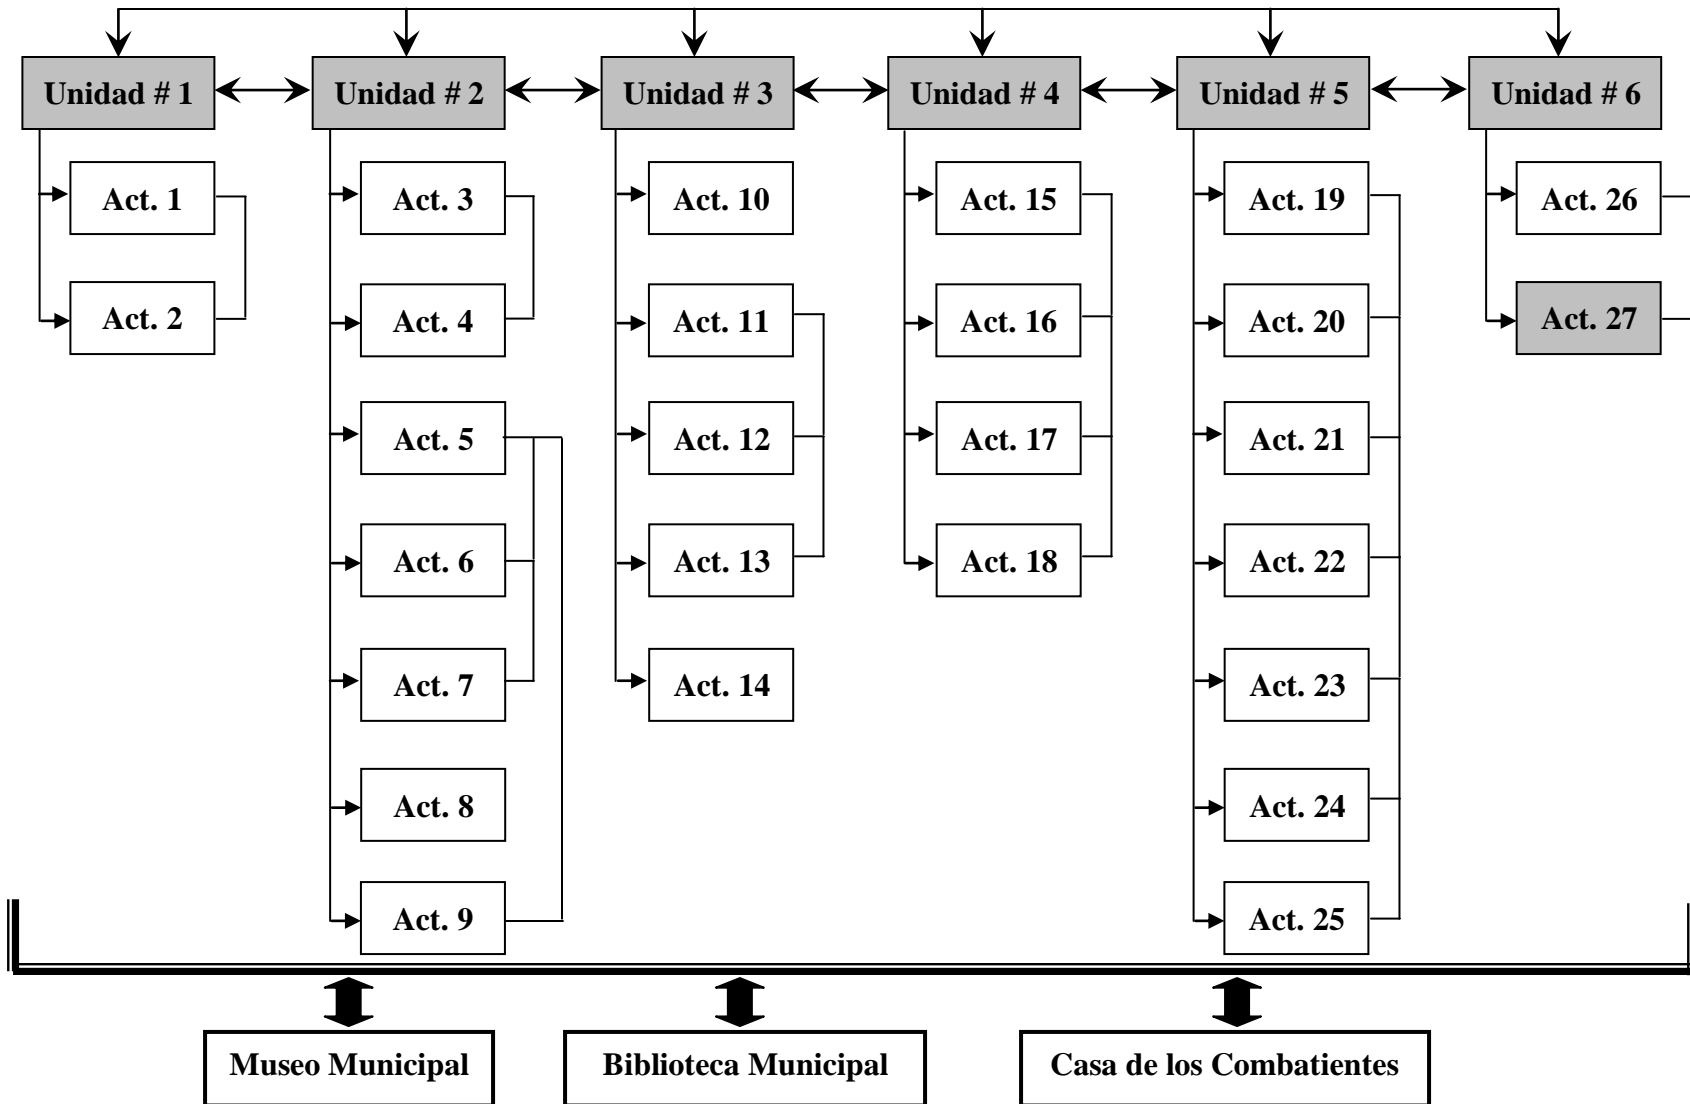 Unidad # 1
Unidad # 2
Unidad # 3
Unidad # 4
Unidad # 5
Unidad # 6
Act. 1
Act. 3
Act. 10
Act. 15
Act. 19
Act. 26
Act. 2
Act. 4
Act. 11
Act. 16
Act. 20
Act. 27
Act. 5
Act. 12
Act. 17
Act. 21
Act. 6
Act. 13
Act. 18
Act. 22
Act. 7
Act. 14
Act. 23
Act. 8
Act. 24
Act. 9
Act. 25
Museo Municipal
Biblioteca Municipal
Casa de los Combatientes